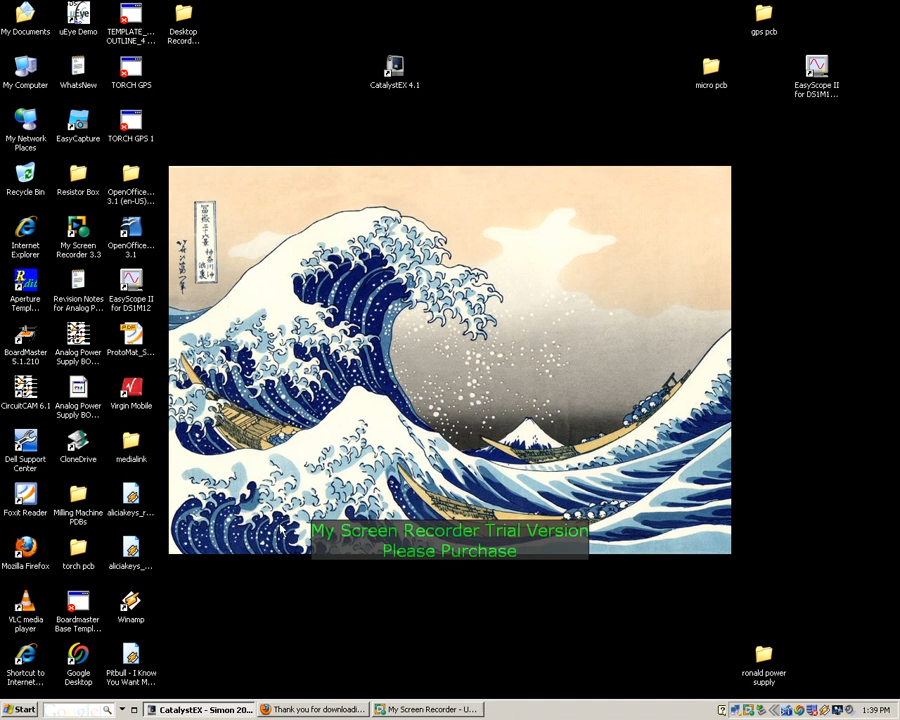 My Documents
uEye Demo
TEMPLATE_...
OUTLINE_4 ...
Desktop
Record...
gps pcb
My Computer
WhatsNew
TORCH GPS
CatalystEX 4.1
micro pcb
EasyScope II
for DS1M1...
My Network
Places
EasyCapture
TORCH GPS 1
Recycle Bin
Resistor Box
OpenOffice...
3.1 (en-US)...
Internet
Explorer
My Screen
Recorder 3.3
OpenOffice...
3.1
Aperture
Templ...
Revision Notes
for Analog P...
EasyScope II
for DS1M12
BoardMaster
5.1.210
Analog Power
Supply BO...
ProtoMat_S...
CircuitCAM 6.1
Analog Power
Supply BO...
Virgin Mobile
Dell Support
Center
CloneDrive
medialink
Foxit Reader
Milling Machine
PDBs
aliciakeys_r...
Mozilla Firefox
torch pcb
aliciakeys_...
VLC media
player
Boardmaster
Base Templ...
Winamp
Shortcut to
Internet...
Google
Desktop
Pitbull - I Know
You Want M...
ronald power
supply
My Screen Recorder Trial Version
Please Purchase
Start
Google
CatalystEX - Simon 20...
Thank you for downloadi...
My Screen Recorder - U...
1:39 PM